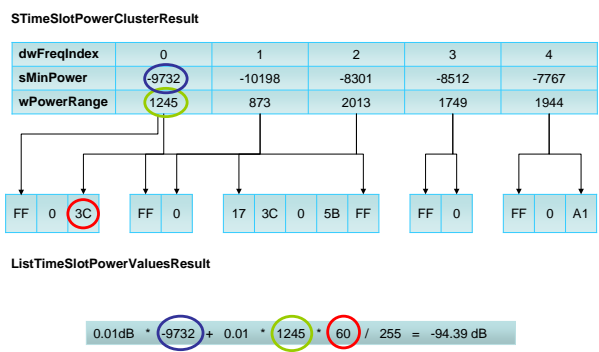 STimeSlotPowerClusterResult
dwFreqIndex 0 1 2 3 4
sMinPower -9732 -10198 -8301 -8512 -7767
wPowerRange 1245 873 2013 1749 1944
FF 0 3C FF 0 17 3C 0 5B FF FF 0 FF 0 A1
ListTimeSlotPowerValuesResult
0.01dB * -9732 + 0.01 * 1245 * 60 / 255 = -94.39 dB